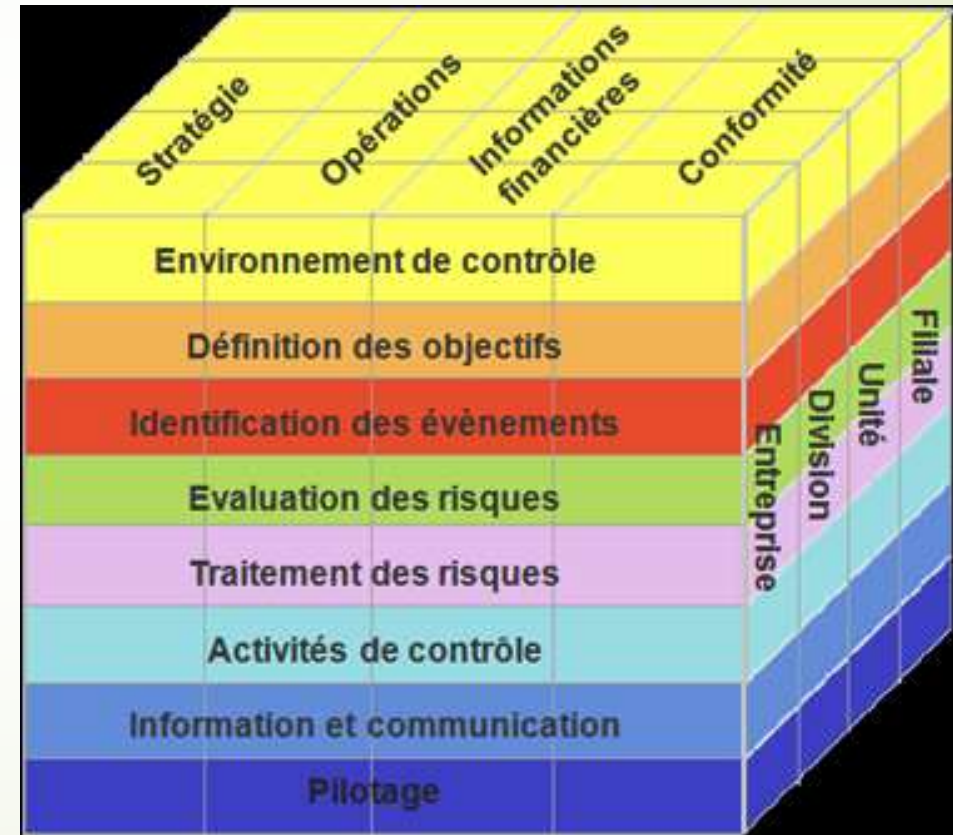 Stratégie
Opérations
Informations
financières
Conformité
Environnement de contrôle
Définition des objectifs
Identification des évènements
Evaluation des risques
Traitement des risques
Activités de contrôle
Information et communication
Pilotage
Entreprise
Division
Unité
Filiale